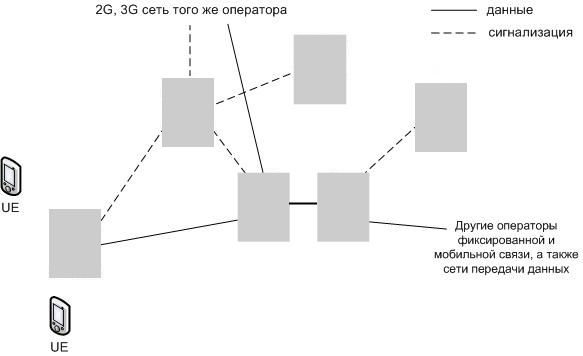 2G, 3G сеть того же оператора
данные
сигнализация
UE
Другие операторы
фиксированной и
мобильной связи, а также
сети передачи данных
UE